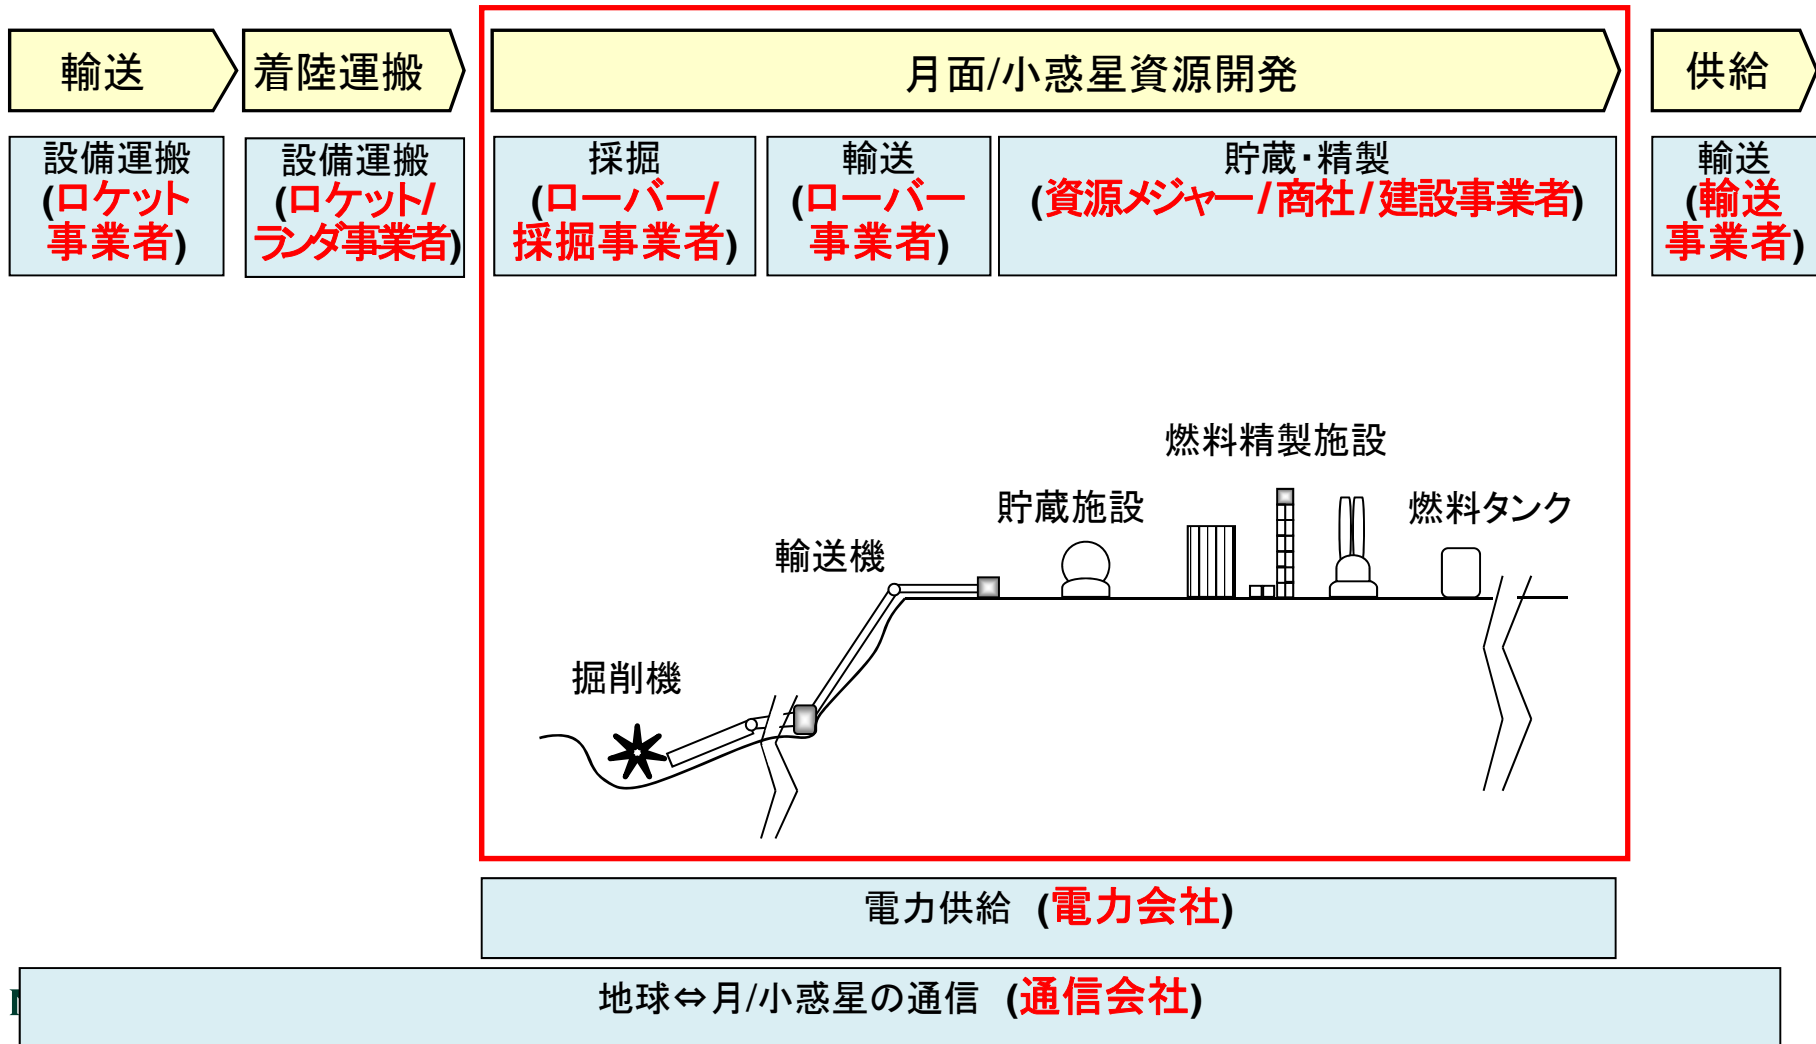 輸送
着陸運搬
月面/小惑星資源開発
供給
設備運搬
(ロケット
事業者)
設備運搬
(ロケット/
ランダ事業者)
採掘
(ローバー/
採掘事業者)
輸送
(ローバー
事業者)
貯蔵・精製
(資源メジャー/商社/建設事業者)
輸送
(輸送
事業者)
燃料精製施設
貯蔵施設
燃料タンク
輸送機
掘削機
電力供給 (電力会社)
地球⇔月/小惑星の通信 (通信会社)